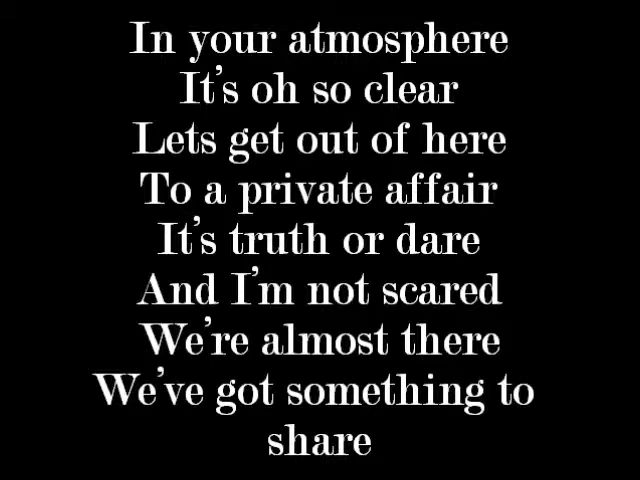 In your atmosphere
It's oh so clear
Lets get out of here
To a private affair
It's truth or dare
And I'm not scared
We're almost there
We've got something to
share